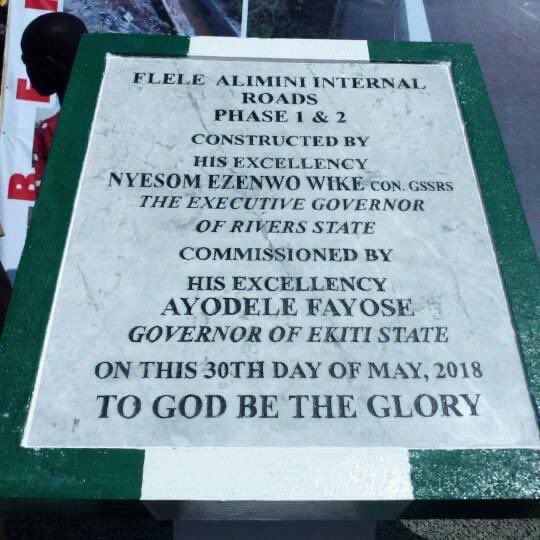 ELELE ALIMINI INTERNAL
ROADS
PHASE 1 & 2
CONSTRUCTED BY
HIS EXCELLENCY
NYESOM EZENWO WIKE CON. GSSRS
THE EXECUTIVE GOVERNOR
OF RIVERS STATE
COMMISSIONED BY
HIS EXCELLENCY
AYODELE FAYOSE
GOVERNOR OF EKITI STATE
ON THIS 30TH DAY OF MAY, 2018
TO GOD BE THE GLORY